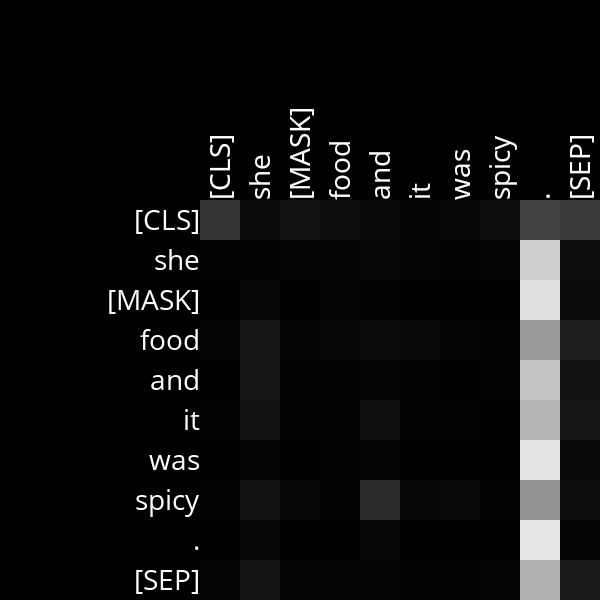 [CLS] she [MASK] food and it was spicy . [SEP]
[CLS]
she
[MASK]
food
and
it
was
spicy
.
[SEP]